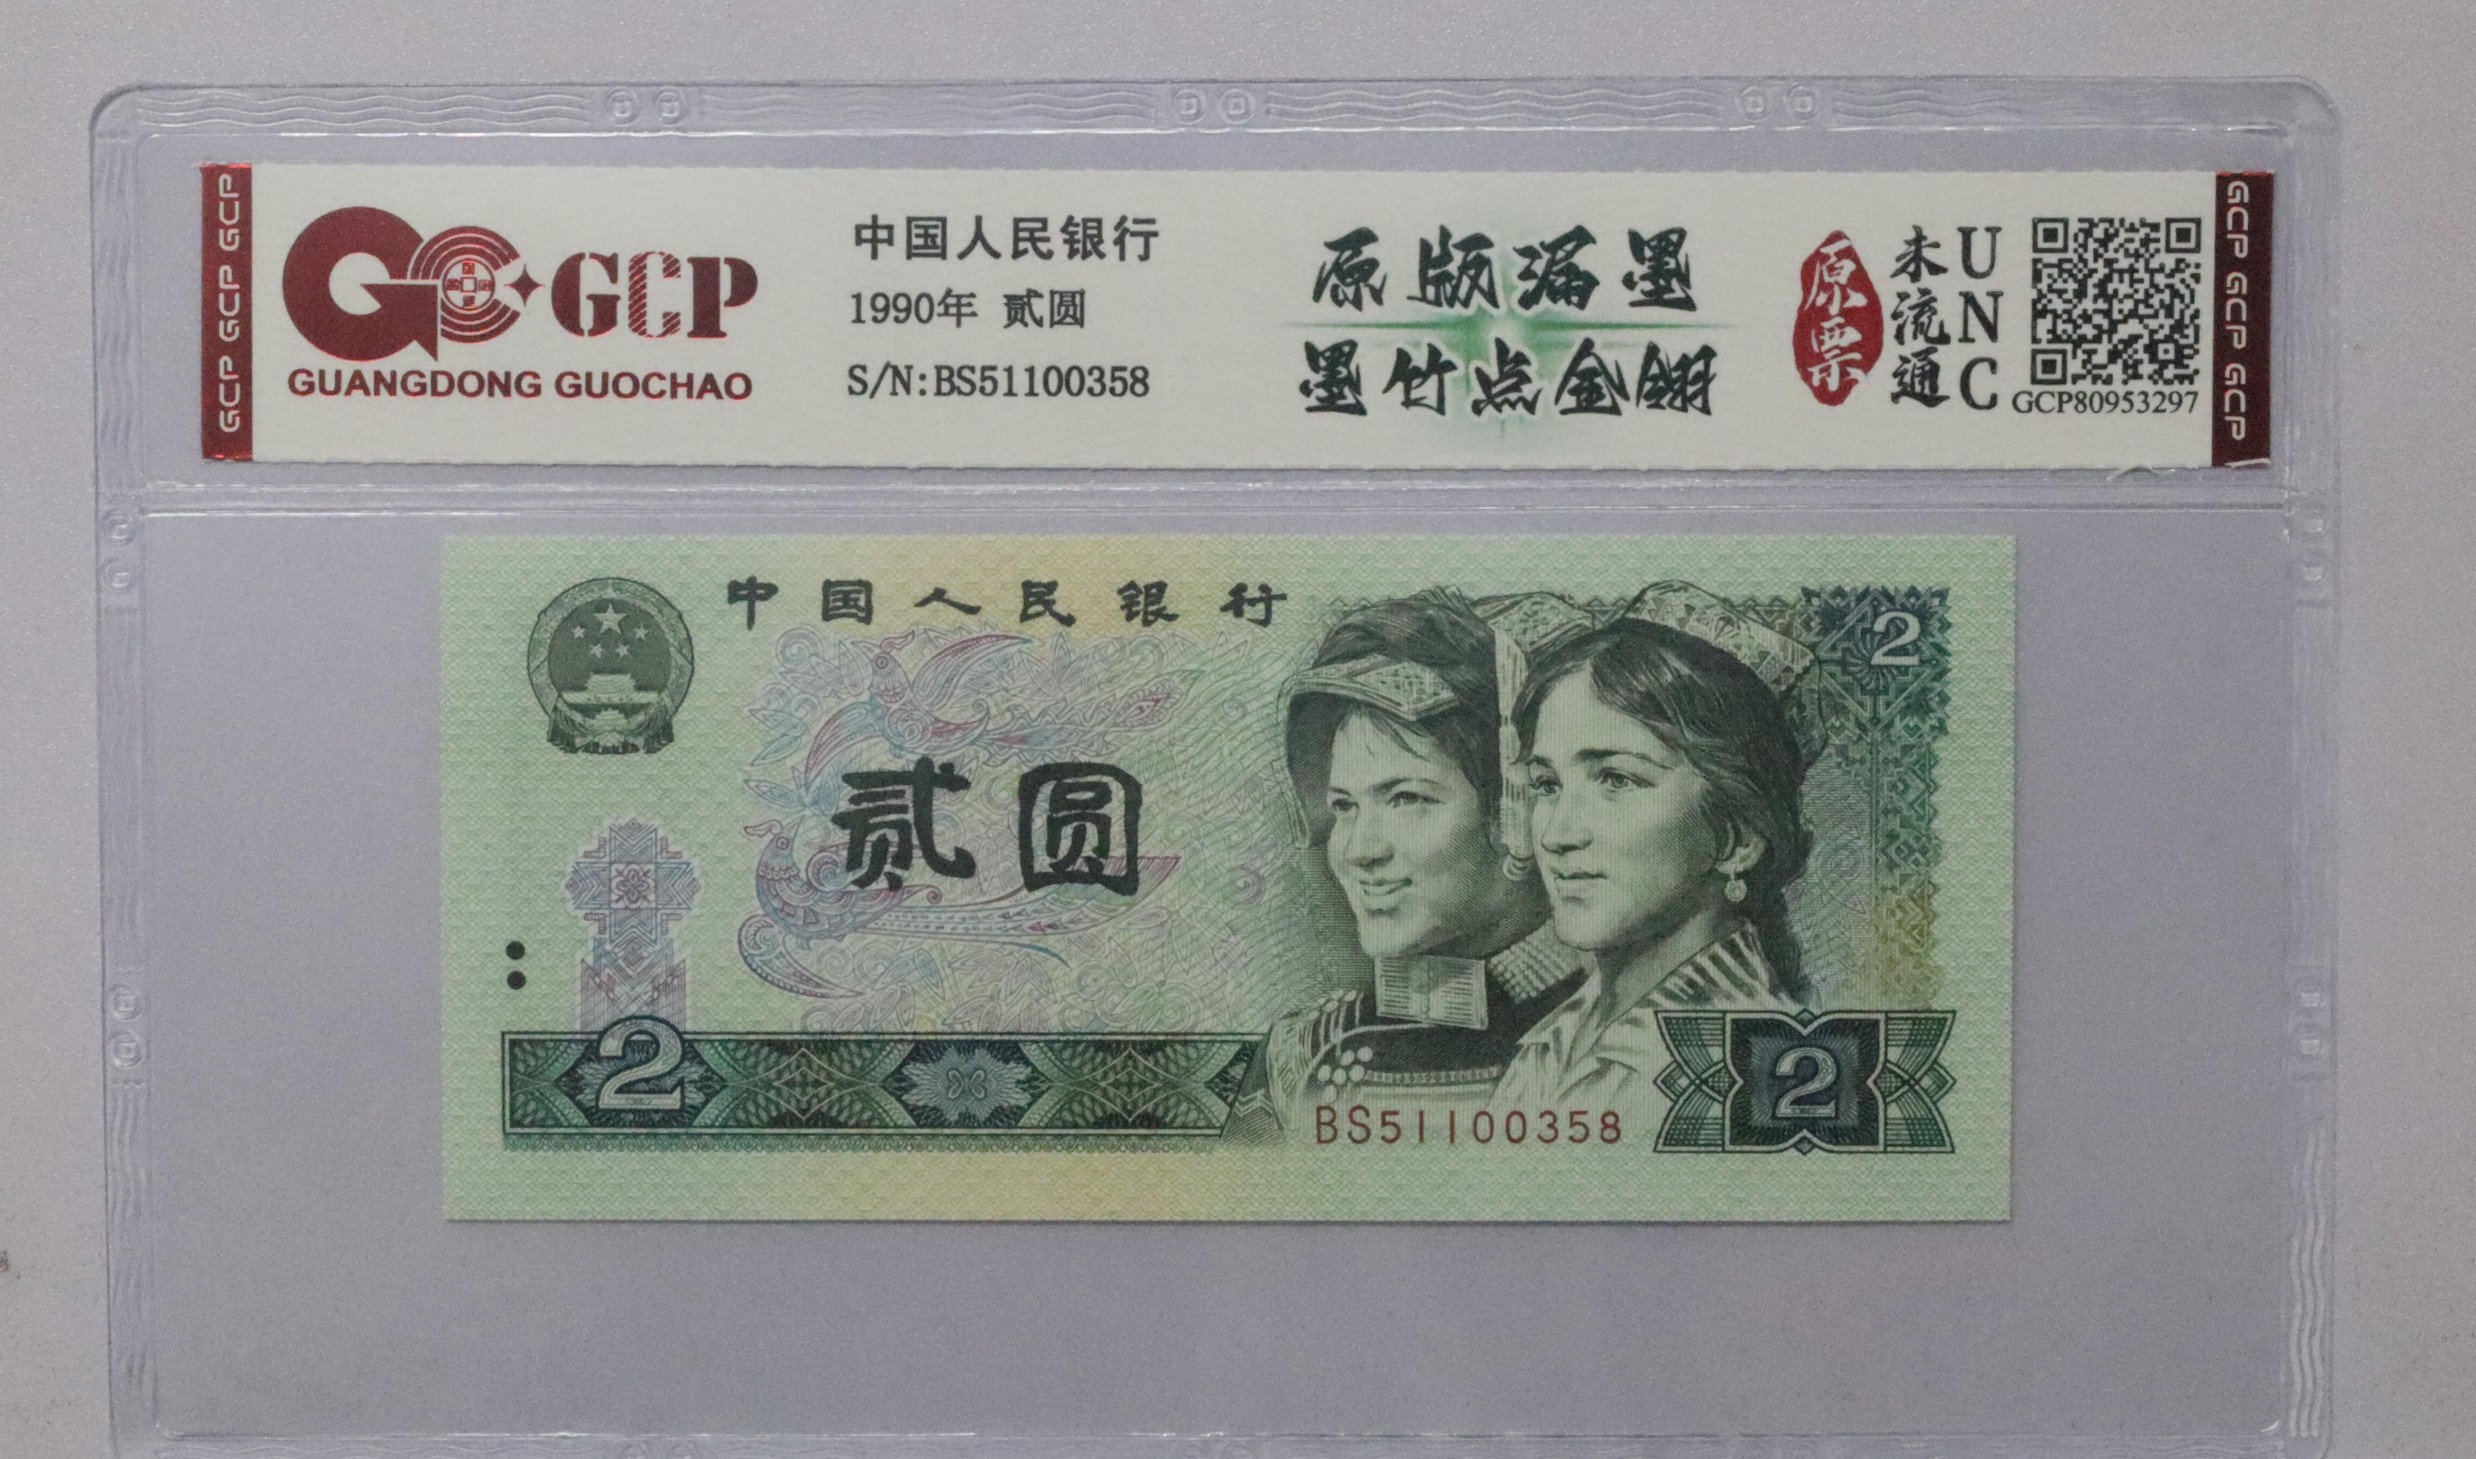 GCP GCP GCP
GCP
GUANGDONG GUOCHAO
中国人民银行
1990年 贰圆
S/N:BS51100358
原版漏墨
墨竹点金翎
原票
未流通
UNC
GCP80953297
GCP GCP GCP
中国人民银行
2
贰圆
2
2
BS51100358